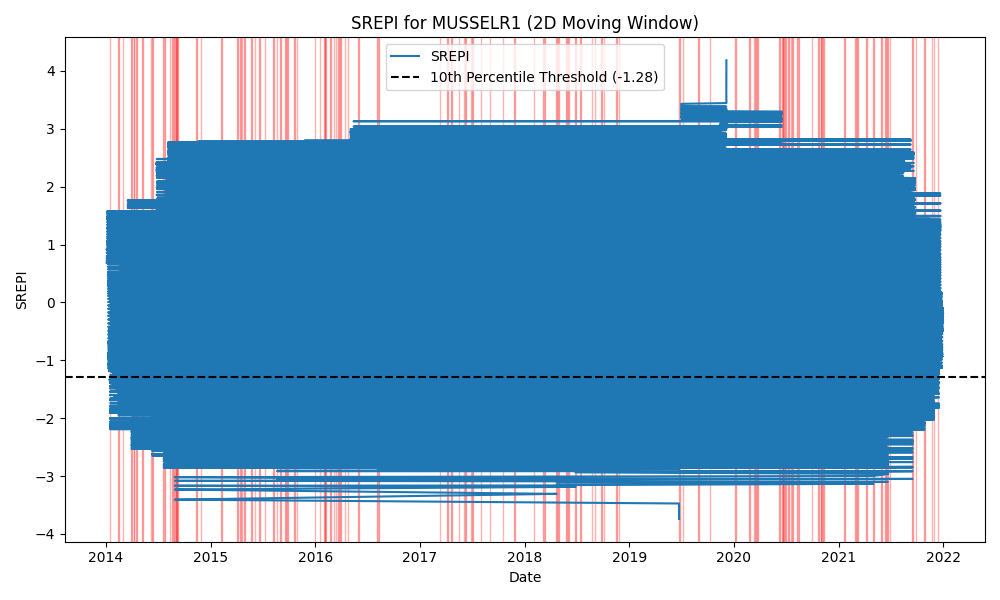 SREPI for MUSSELR1 (2D Moving Window)
SREPI
10th Percentile Threshold (-1.28)
SREPI
4
3
2
1
0
−1
−2
−3
−4
2014 2015 2016 2017 2018 2019 2020 2021 2022
Date